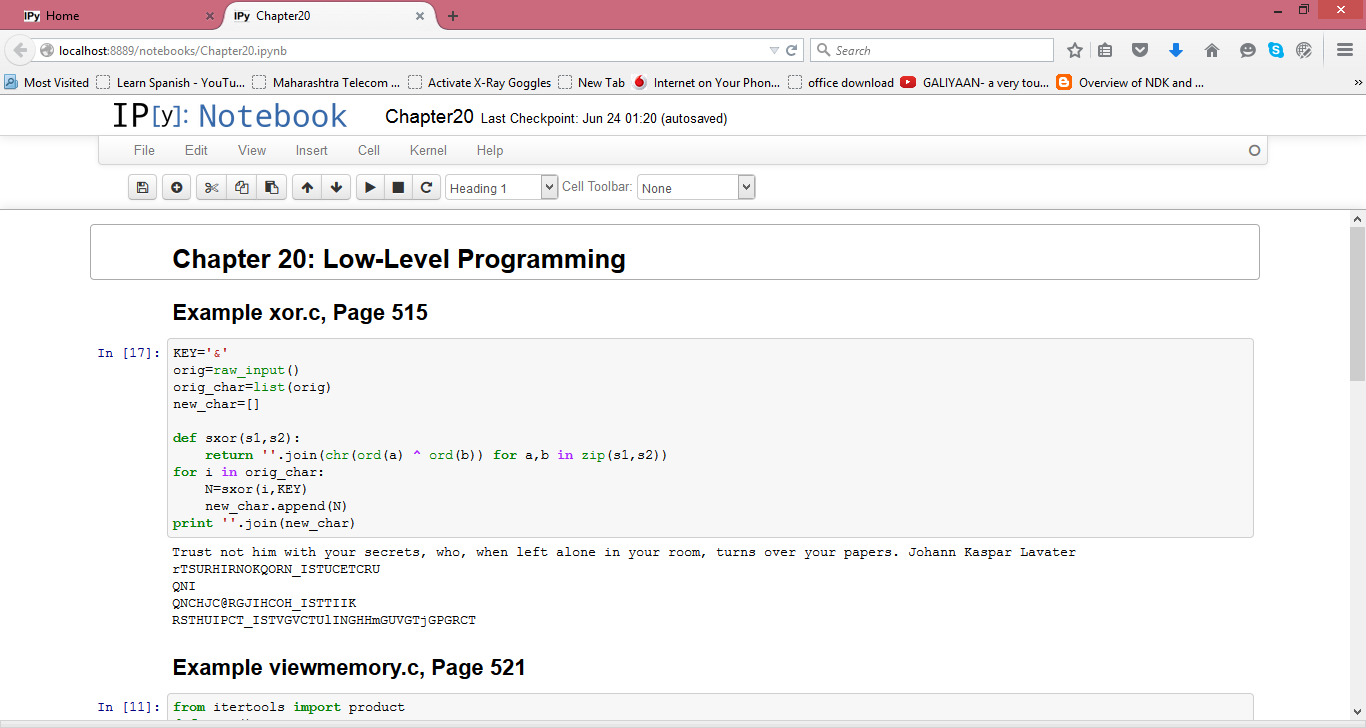 IPy Home
IPy Chapter20
localhost:8889/notebooks/Chapter20.ipynb
Search
Most Visited Learn Spanish - YouTu... Maharashtra Telecom ... Activate X-Ray Goggles New Tab Internet on Your Phon... office download GALIYAAN- a very tou... Overview of NDK and ...
IP[y]: Notebook Chapter20 Last Checkpoint: Jun 24 01:20 (autosaved)
File Edit View Insert Cell Kernel Help
Heading 1 Cell Toolbar: None
Chapter 20: Low-Level Programming
Example xor.c, Page 515
In [17]: KEY='&'
orig=raw_input()
orig_char=list(orig)
new_char=[]
def sxor(s1,s2):
    return ''.join(chr(ord(a) ^ ord(b)) for a,b in zip(s1,s2))
for i in orig_char:
    N=sxor(i,KEY)
    new_char.append(N)
print ''.join(new_char)
Trust not him with your secrets, who, when left alone in your room, turns over your papers. Johann Kaspar Lavater
rTSURHIRNOKQORN_ISTUCETCRU
QNI
QNCHJC@RGJIHCOH_ISTTIIK
RSTHUIPCT_ISTVGVCTUlINGHHmGUVGTjGPGRCT
Example viewmemory.c, Page 521
In [11]: from itertools import product